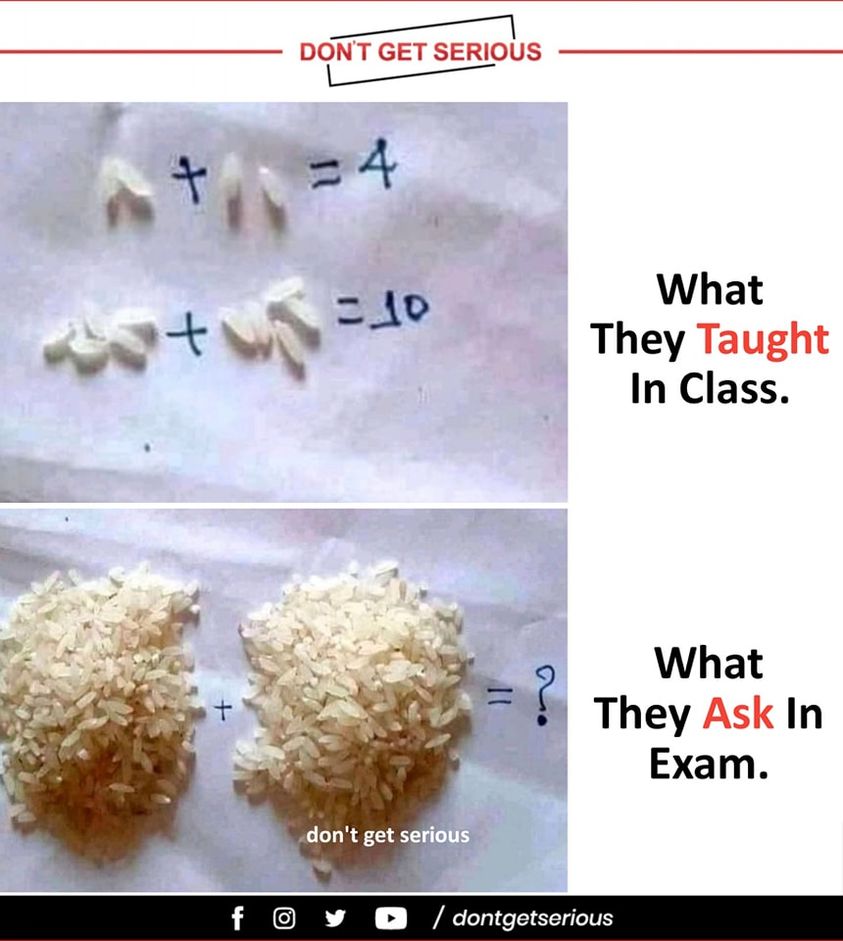 DON'T GET SERIOUS
+ = 4
+ = 10
What
They Taught
In Class.
+ = ?
What
They Ask In
Exam.
don't get serious
/ dontgetserious